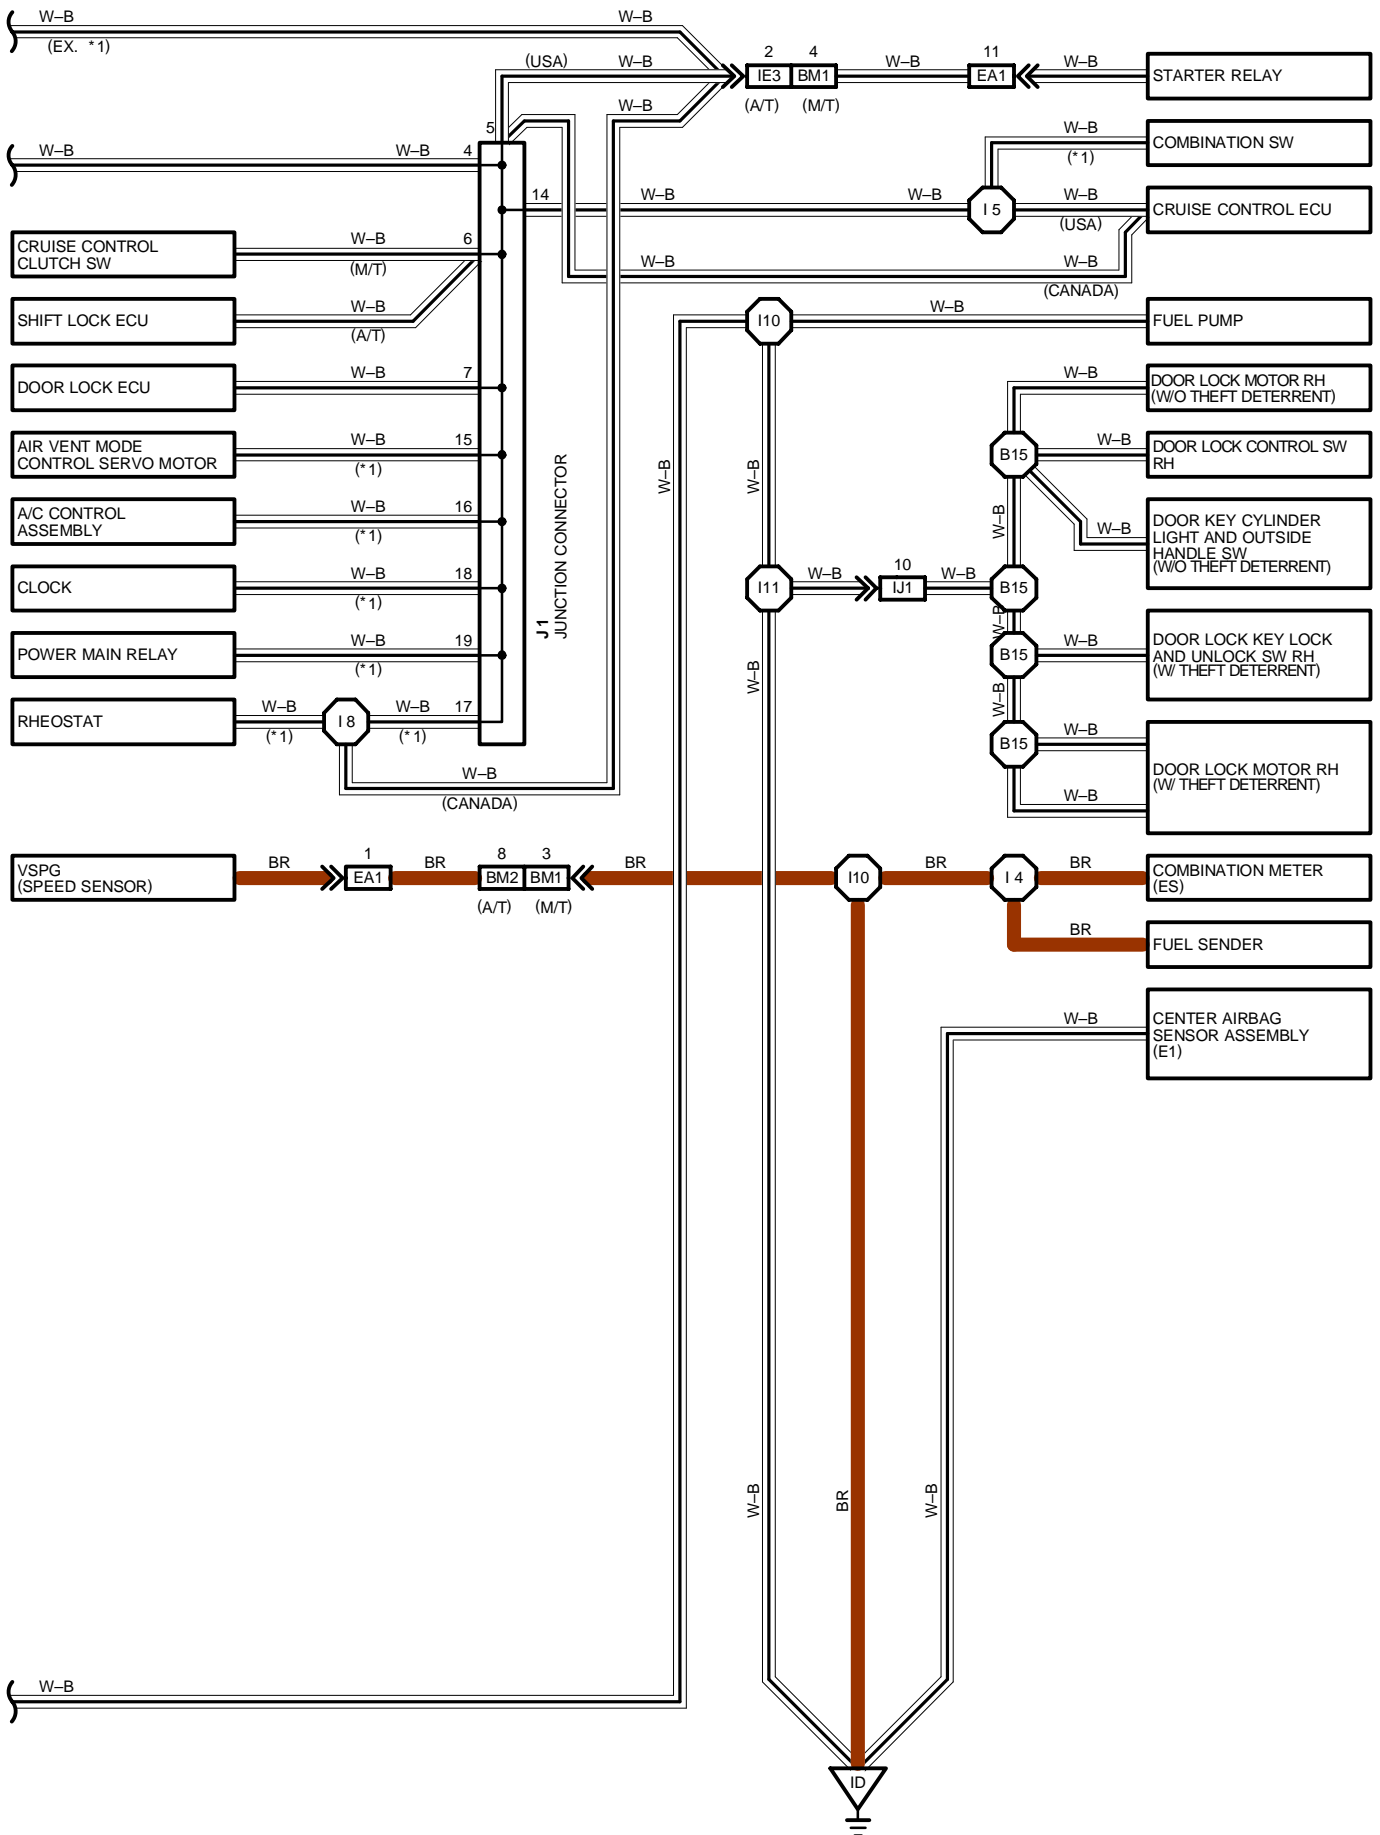 W–B W–B
(EX. *1)
(USA) W–B 2 4 W–B 11 W–B
IE3 BM1 EA1 STARTER RELAY
(A/T) (M/T)
W–B
5
W–B W–B 4
W–B
(*1)
COMBINATION SW
14 W–B W–B I 5 W–B
(USA)
CRUISE CONTROL ECU
CRUISE CONTROL
CLUTCH SW
W–B 6
(M/T)
W–B W–B
(CANADA)
SHIFT LOCK ECU
W–B
(A/T)
I10 W–B
FUEL PUMP
DOOR LOCK ECU
W–B 7
W–B
DOOR LOCK MOTOR RH
(W/O THEFT DETERRENT)
AIR VENT MODE
CONTROL SERVO MOTOR
W–B 15
(*1)
J1
JUNCTION CONNECTOR
W–B W–B
B15 W–B
DOOR LOCK CONTROL SW
RH
A/C CONTROL
ASSEMBLY
W–B 16
(*1)
W–B W–B
DOOR KEY CYLINDER
LIGHT AND OUTSIDE
HANDLE SW
(W/O THEFT DETERRENT)
CLOCK
W–B 18
(*1)
I11 W–B 10 W–B
IJ1 B15
POWER MAIN RELAY
W–B 19
(*1)
W–B
W–B
B15 W–B
DOOR LOCK KEY LOCK
AND UNLOCK SW RH
(W/ THEFT DETERRENT)
W–B
RHEOSTAT
W–B W–B 17
(*1) I 8 (*1)
B15 W–B
DOOR LOCK MOTOR RH
(W/ THEFT DETERRENT)
W–B
W–B
(CANADA)
VSPG
(SPEED SENSOR)
BR 1 BR 8 3 BR
EA1 BM2 BM1
(A/T) (M/T)
I10 BR I 4 BR
COMBINATION METER
(ES)
BR
FUEL SENDER
W–B
CENTER AIRBAG
SENSOR ASSEMBLY
(E1)
W–B BR W–B
W–B
ID